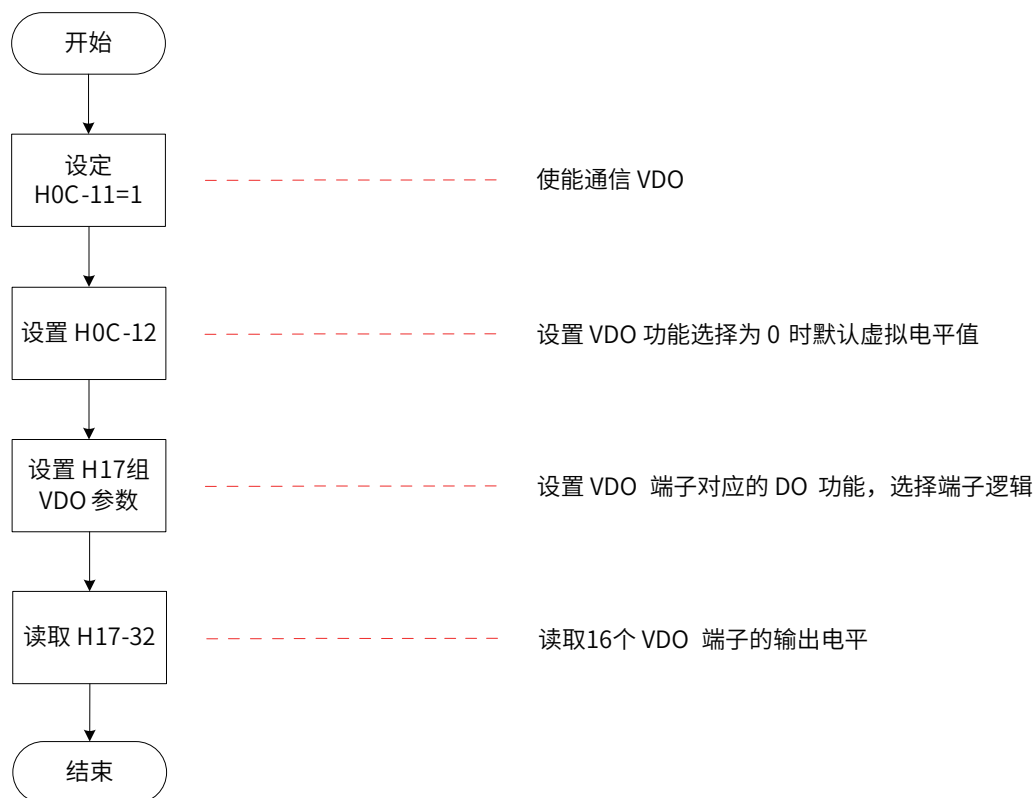 开始
设定
H0C-11=1
使能通信 VDO
设置 H0C-12
设置 VDO 功能选择为 0 时默认虚拟电平值
设置 H17组
VDO 参数
设置 VDO 端子对应的 DO 功能，选择端子逻辑
读取 H17-32
读取16个 VDO 端子的输出电平
结束